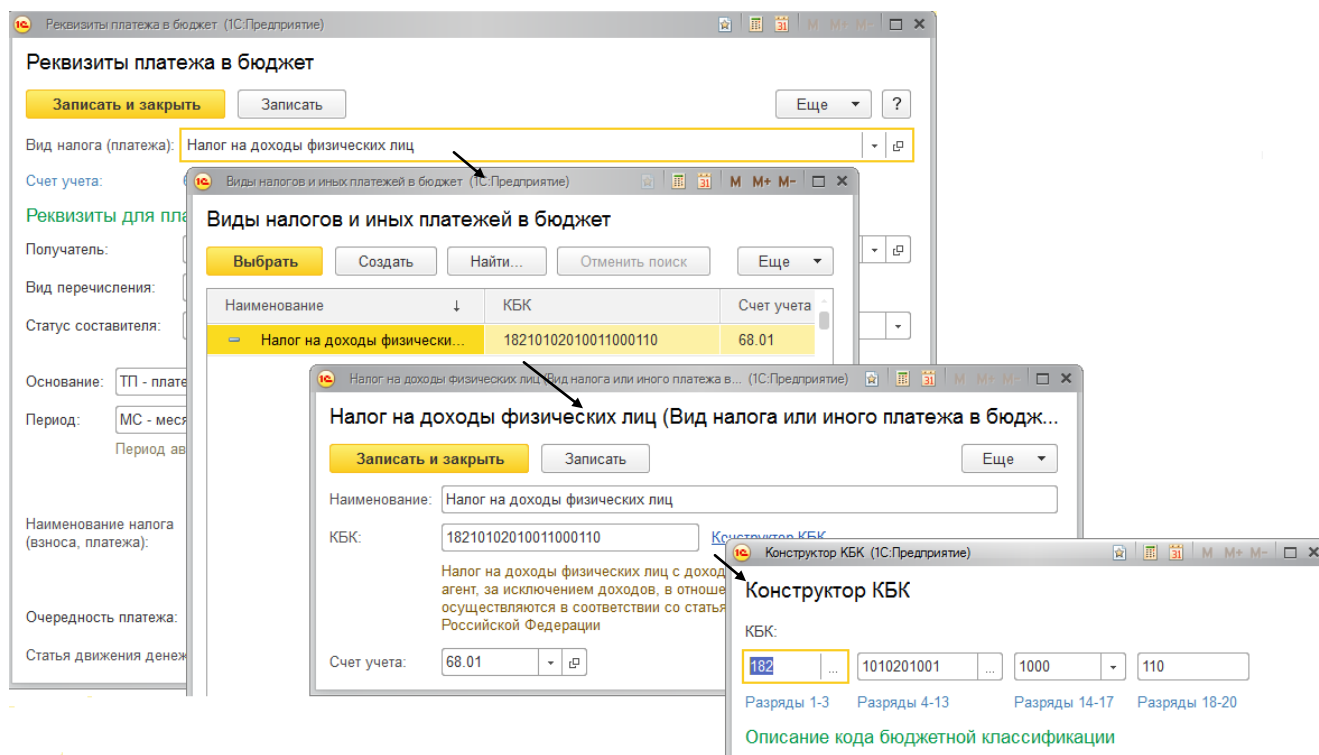 Реквизиты платежа в бюджет (1С:Предприятие)
M M+ M-
Реквизиты платежа в бюджет
Записать и закрыть Записать Еще ?
Вид налога (платежа): Налог на доходы физических лиц
Счет учета:
Виды налогов и иных платежей в бюджет (1С:Предприятие) 31 M M+ M-
Реквизиты для пла
Виды налогов и иных платежей в бюджет
Получатель:
Выбрать Создать Найти... Отменить поиск Еще
Вид перечисления:
Наименование ↓ КБК Счет учета
Статус составителя:
Налог на доходы физически... 18210102010011000110 68.01
Основание: ТП - плате
Период: МС - меся
Период ав
Наименование налога
(взноса, платежа):
Очередность платежа:
Статья движения денеж
Налог на доходы физических лиц (Вид налога или иного платежа в... (1С:Предприятие) 31 M M+ M-
Налог на доходы физических лиц (Вид налога или иного платежа в бюдж...
Записать и закрыть Записать Еще
Наименование: Налог на доходы физических лиц
КБК: 18210102010011000110 Конструктор КБК
Налог на доходы физических лиц с доход
агент, за исключением доходов, в отноше
осуществляются в соответствии со статья
Российской Федерации
Счет учета: 68.01
Конструктор КБК (1С:Предприятие) 31 M M+ M-
Конструктор КБК
КБК:
182 ... 1010201001 ... 1000 110
Разряды 1-3 Разряды 4-13 Разряды 14-17 Разряды 18-20
Описание кода бюджетной классификации